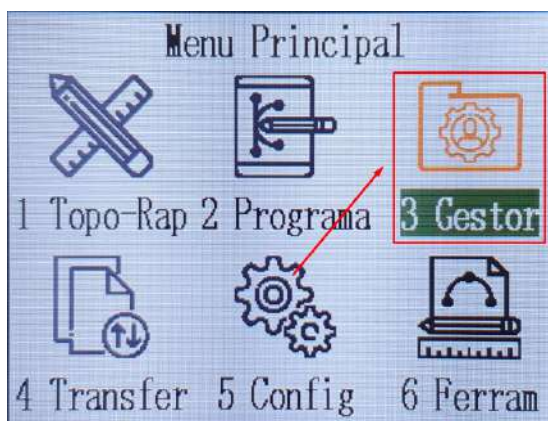 Menu Principal
1 Topo-Rap 2 Programa 3 Gestor
4 Transfer 5 Config 6 Ferram